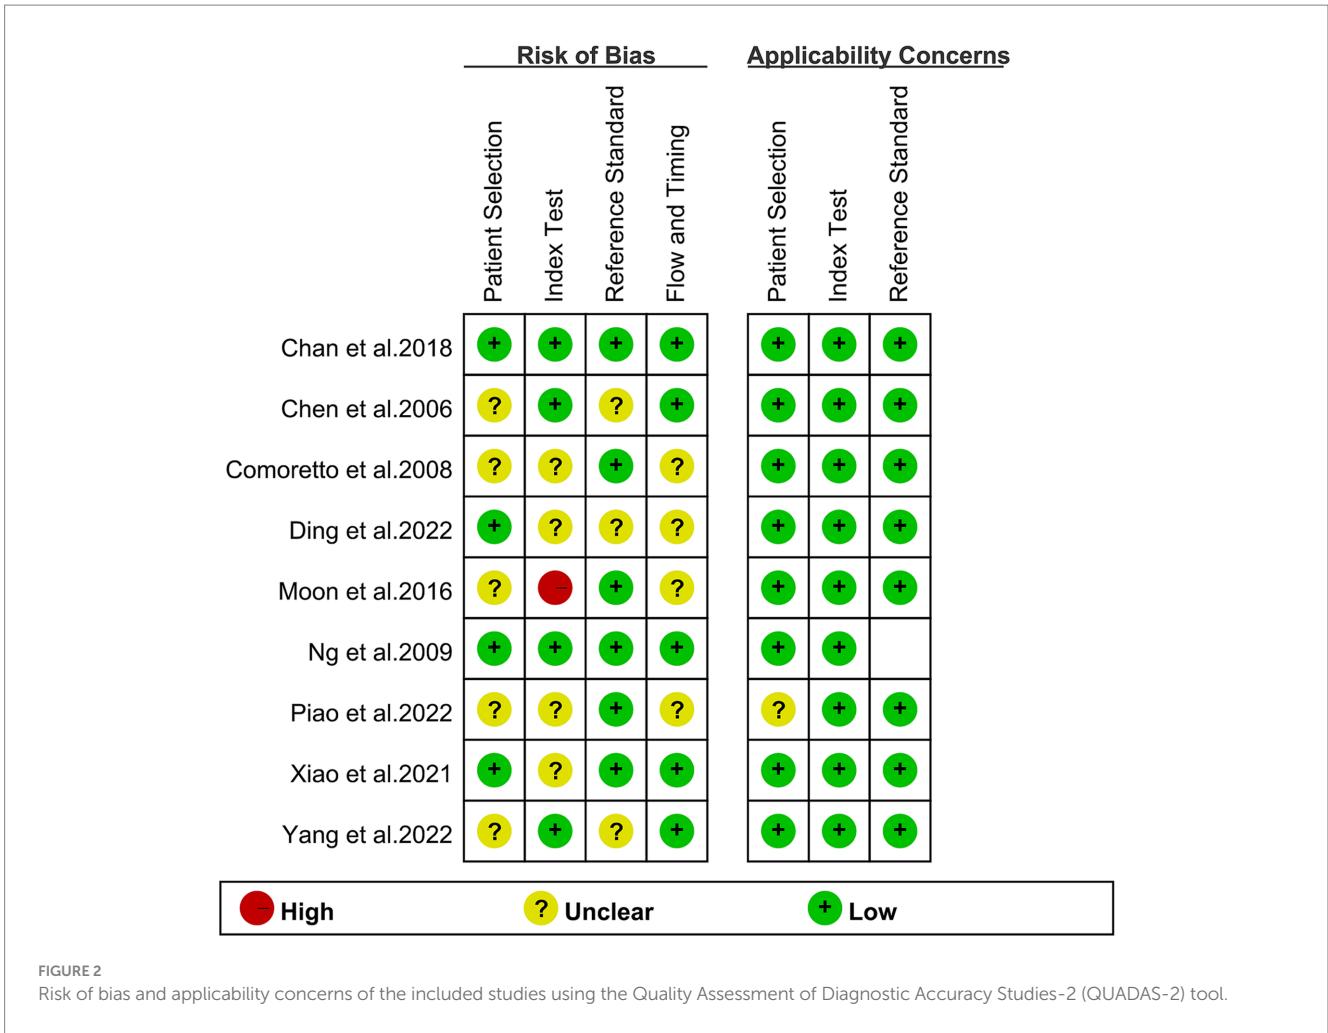 Risk of Bias Applicability Concerns
Patient Selection Index Test Reference Standard Flow and Timing Patient Selection Index Test Reference Standard
Chan et al.2018 + + + + + + +
Chen et al.2006 ? + ? + + + +
Comoretto et al.2008 ? ? + ? + + +
Ding et al.2022 + ? ? ? + + +
Moon et al.2016 ? – + ? + + +
Ng et al.2009 + + + + + +
Piao et al.2022 ? ? + ? ? + +
Xiao et al.2021 + ? + + + + +
Yang et al.2022 ? + ? + + + +
– High ? Unclear + Low
FIGURE 2
Risk of bias and applicability concerns of the included studies using the Quality Assessment of Diagnostic Accuracy Studies-2 (QUADAS-2) tool.